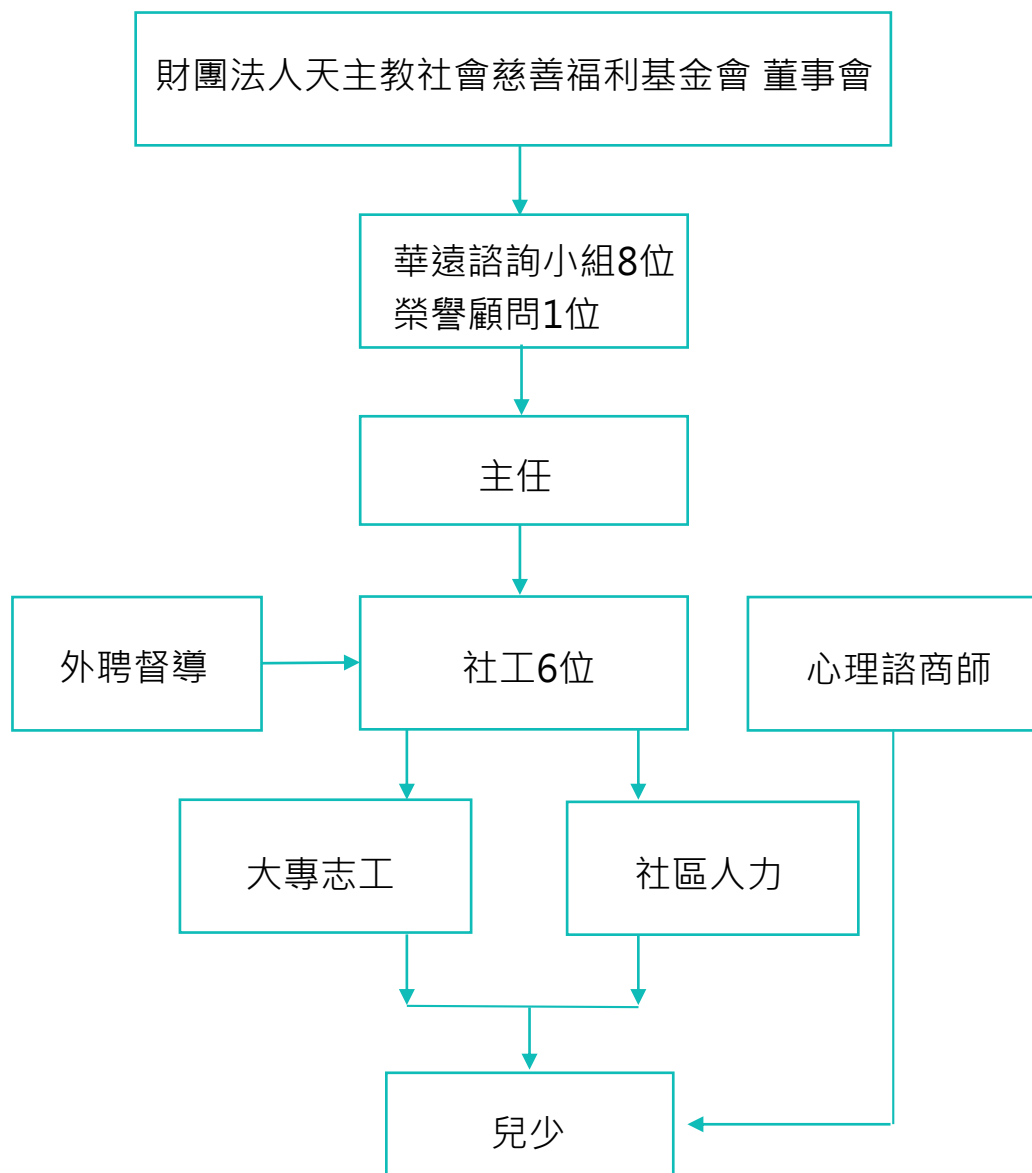 財團法人天主教社會慈善福利基金會 董事會
華遠諮詢小組8位
榮譽顧問1位
主任
外聘督導
社工6位
心理諮商師
大專志工
社區人力
兒少